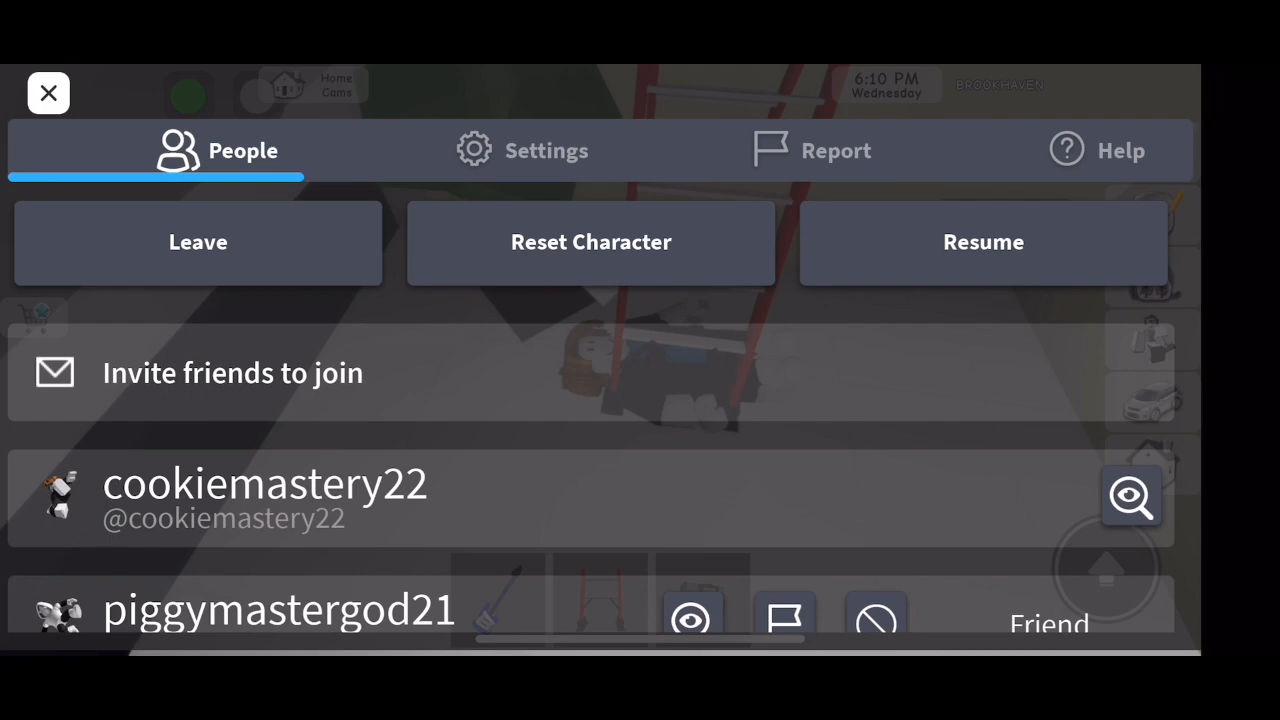 Home
Cams
6:10 PM
Wednesday
BROOKHAVEN
People
Settings
Report
Help
Leave
Reset Character
Resume
Invite friends to join
cookiemastery22
@cookiemastery22
piggymastergod21
Friend